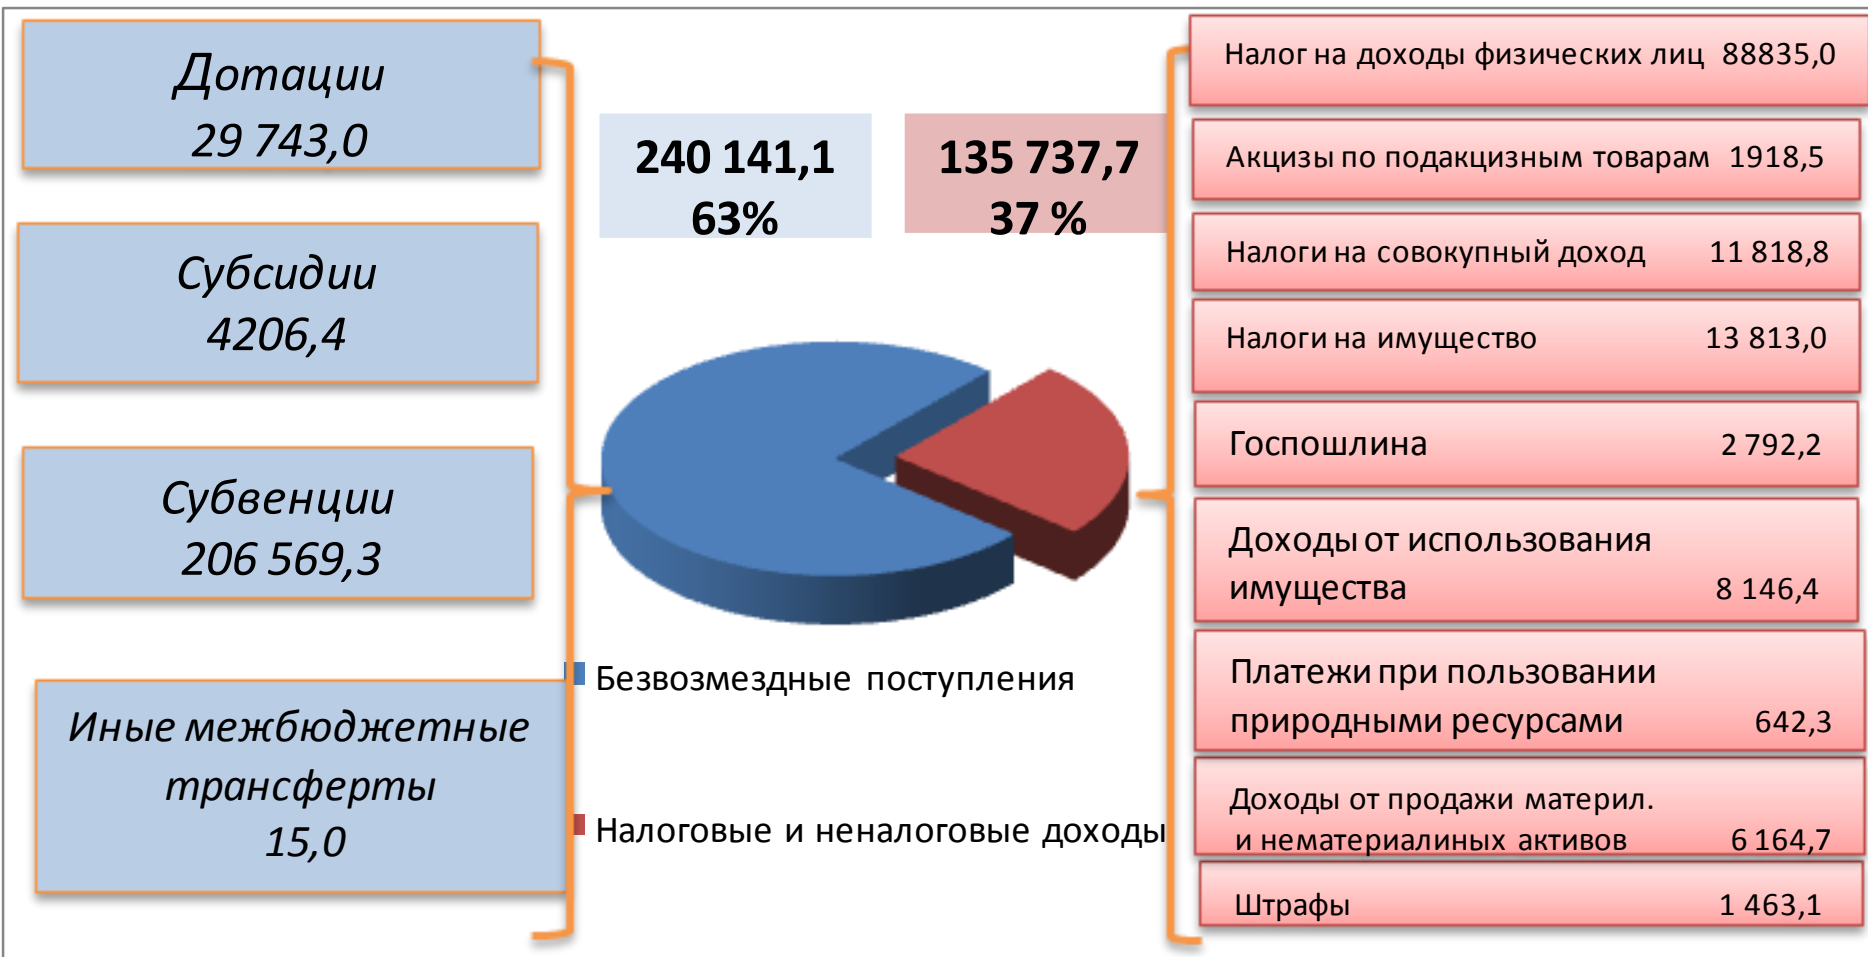 Дотации
29 743,0
Субсидии
4206,4
Субвенции
206 569,3
Иные межбюджетные
трансферты
15,0
240 141,1
63%
135 737,7
37 %
Безвозмездные поступления
Налоговые и неналоговые доходы
Налог на доходы физических лиц 88835,0
Акцизы по подакцизным товарам 1918,5
Налоги на совокупный доход 11 818,8
Налоги на имущество 13 813,0
Госпошлина 2 792,2
Доходы от использования
имущества 8 146,4
Платежи при пользовании
природными ресурсами 642,3
Доходы от продажи материл.
и нематериалиных активов 6 164,7
Штрафы 1 463,1